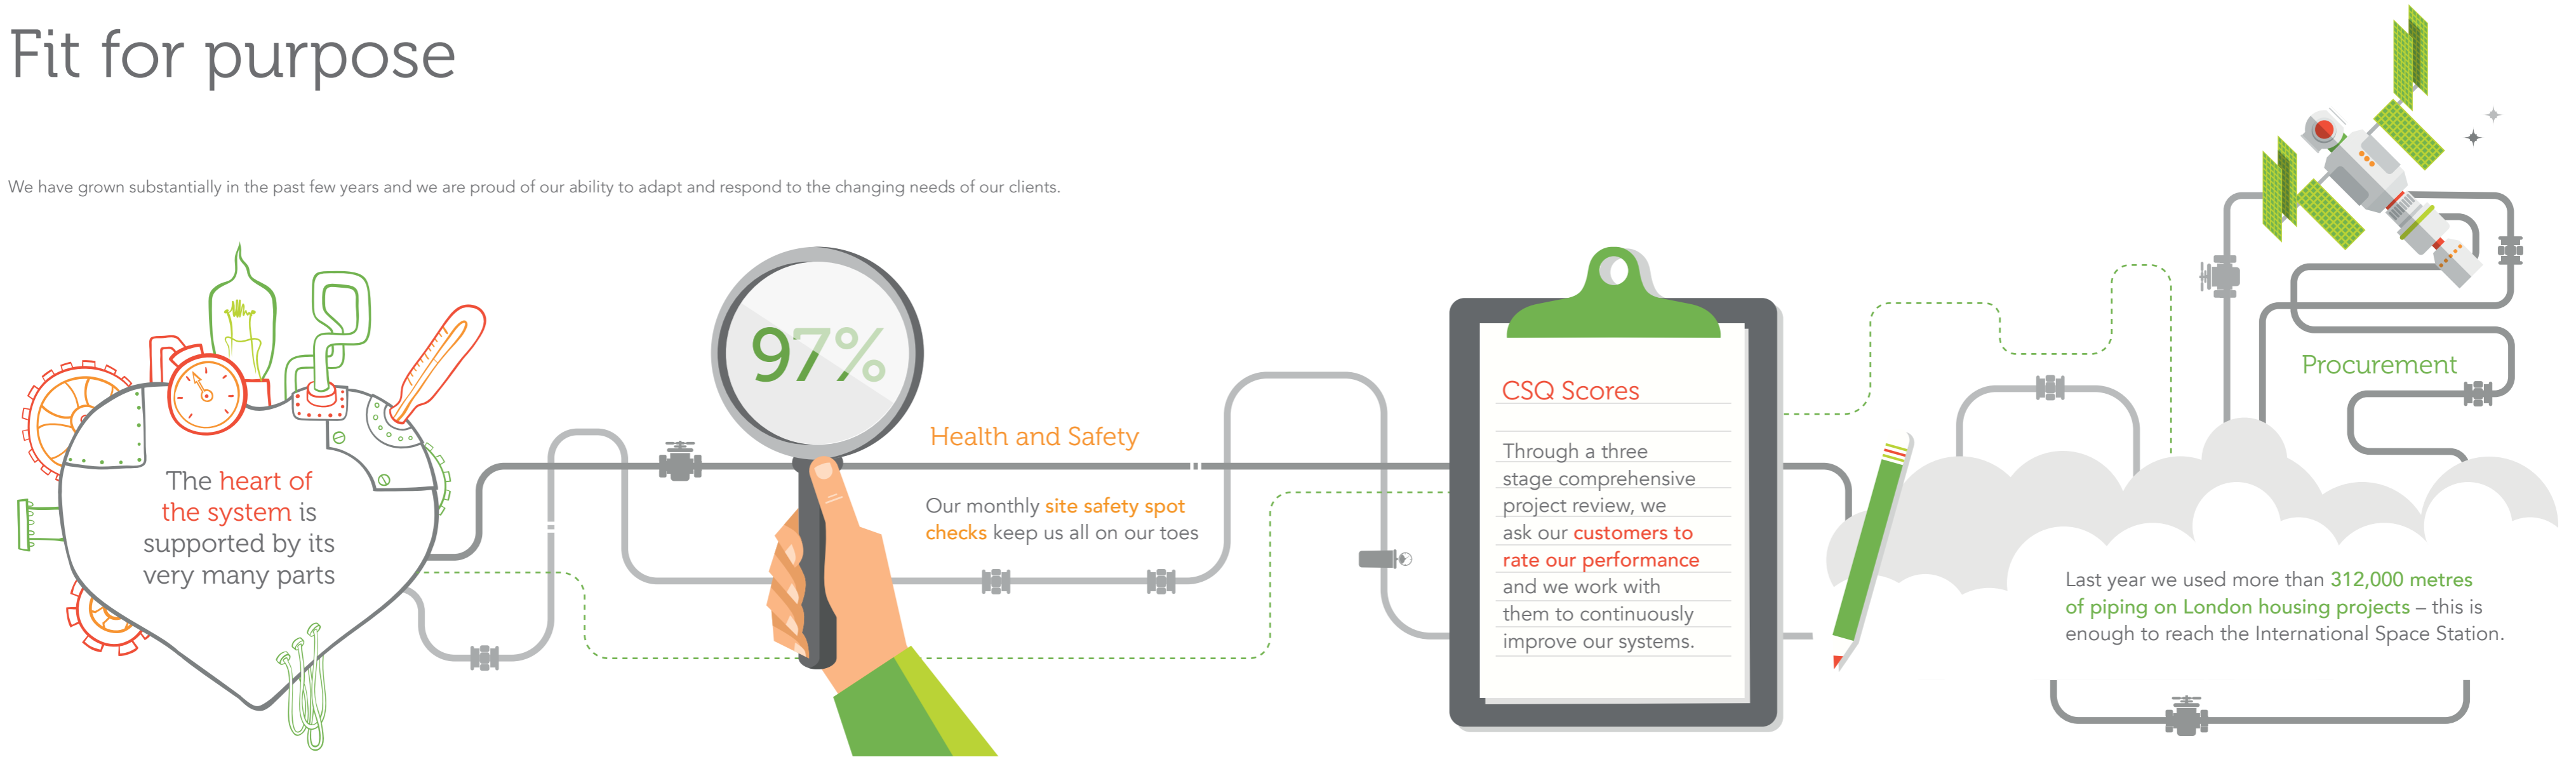 Fit for purpose
We have grown substantially in the past few years and we are proud of our ability to adapt and respond to the changing needs of our clients.
The heart of
the system is
supported by its
very many parts
97%
Health and Safety
Our monthly site safety spot
checks keep us all on our toes
CSQ Scores
Through a three
stage comprehensive
project review, we
ask our customers to
rate our performance
and we work with
them to continuously
improve our systems.
Procurement
Last year we used more than 312,000 metres
of piping on London housing projects – this is
enough to reach the International Space Station.